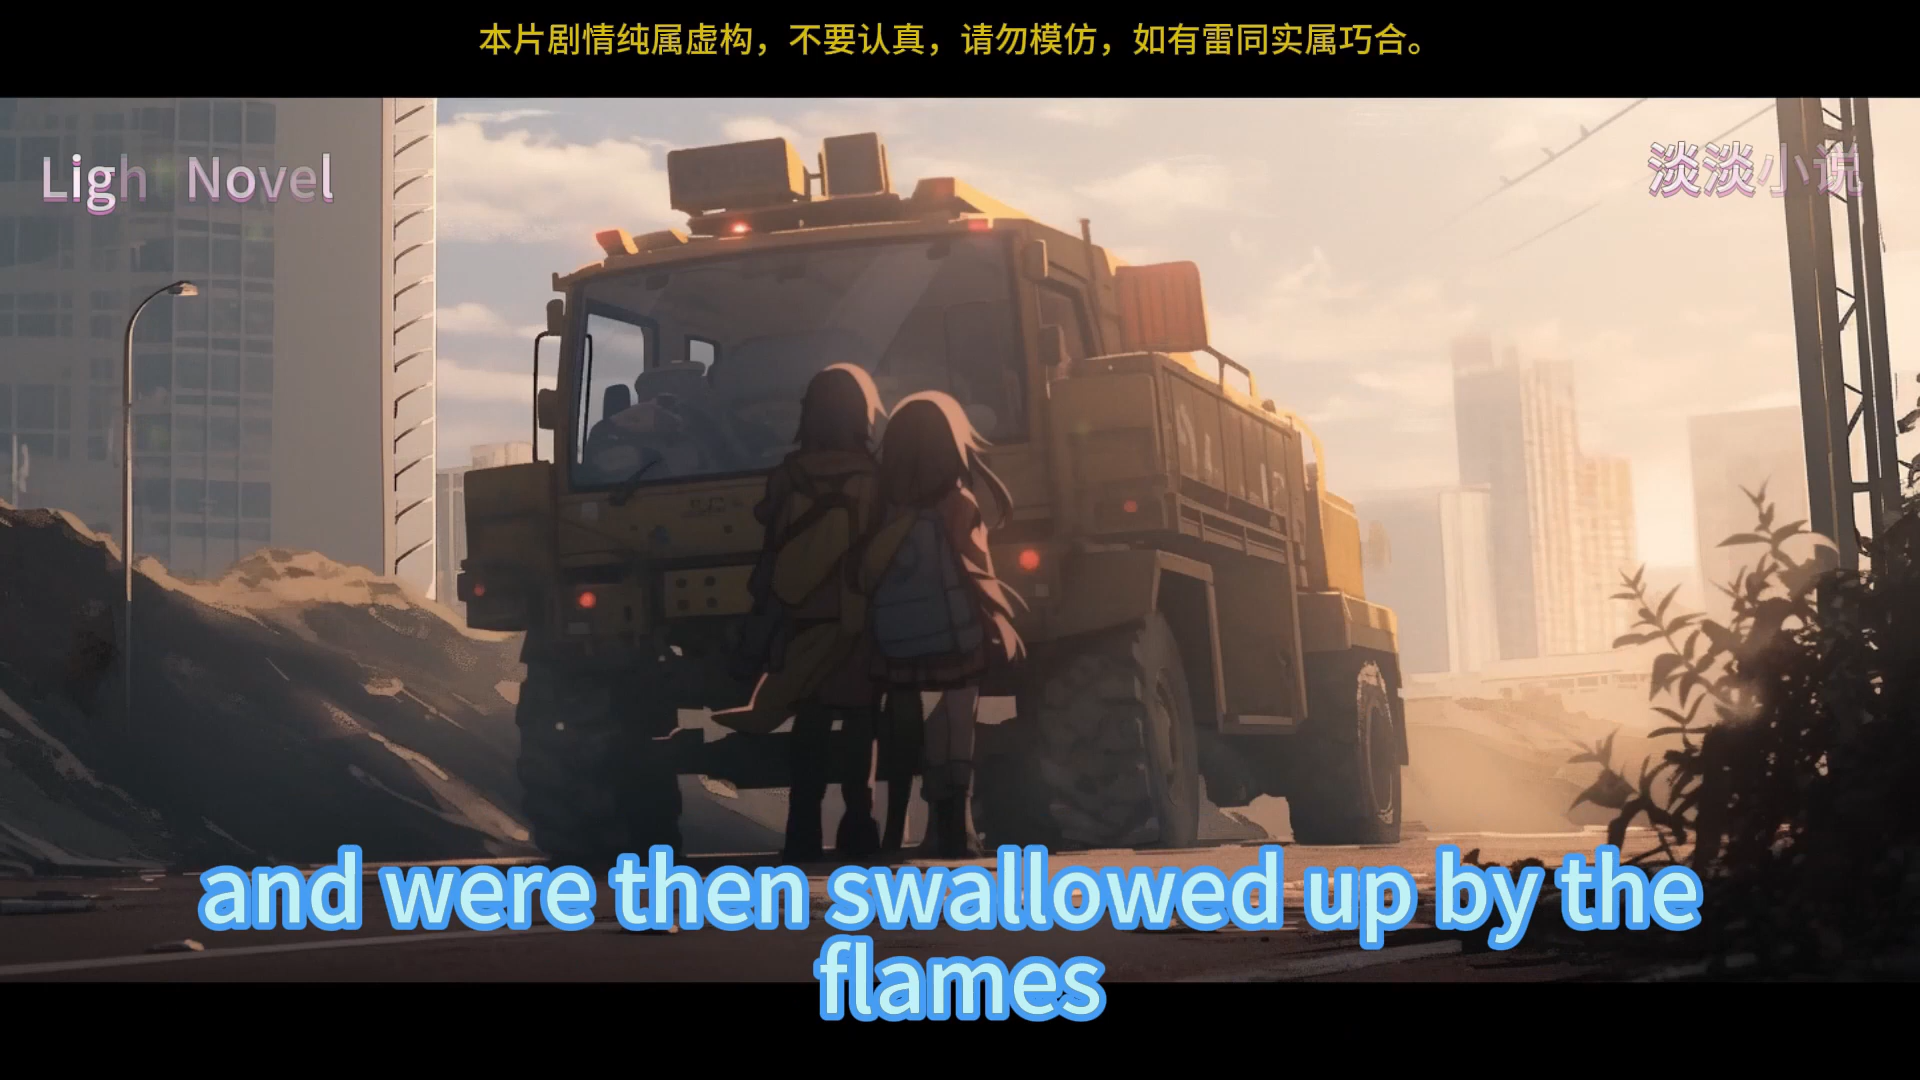 本片剧情纯属虚构，不要认真，请勿模仿，如有雷同实属巧合。
Ligh Novel
淡淡小说
and were then swallowed up by the
flames